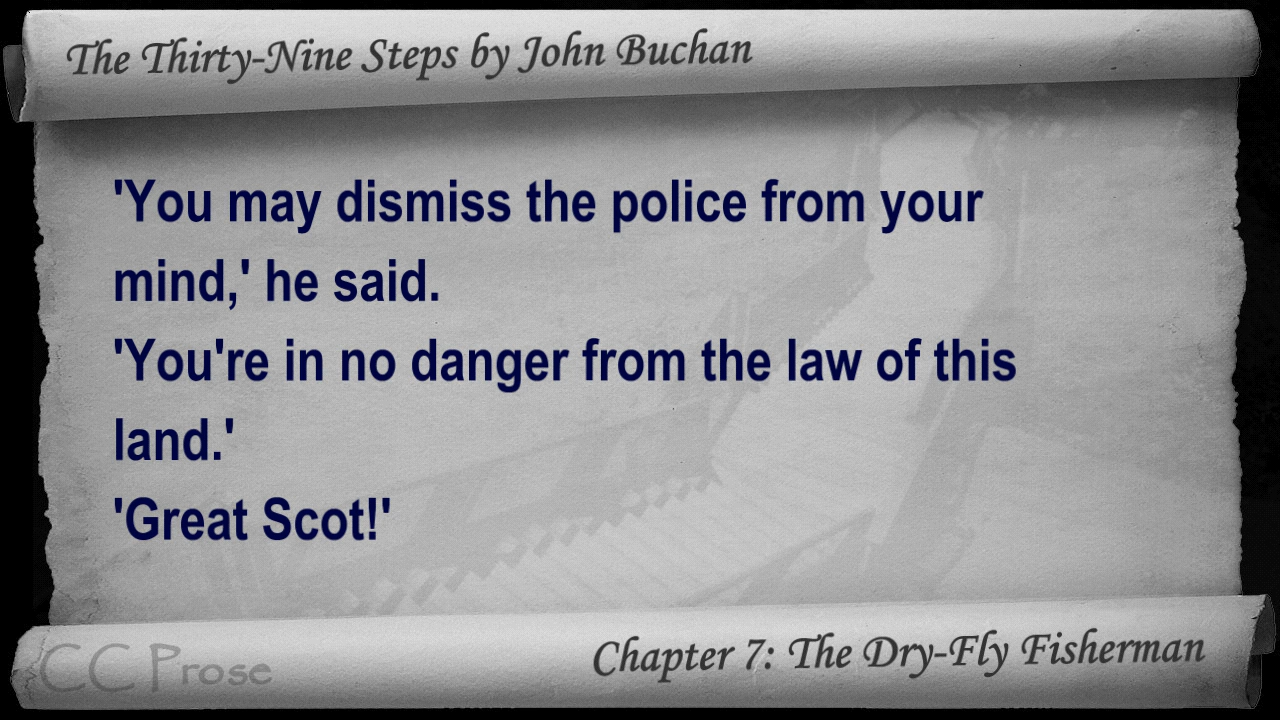 The Thirty-Nine Steps by John Buchan
'You may dismiss the police from your
mind,' he said.
'You're in no danger from the law of this
land.'
'Great Scot!'
CC Prose
Chapter 7: The Dry-Fly Fisherman